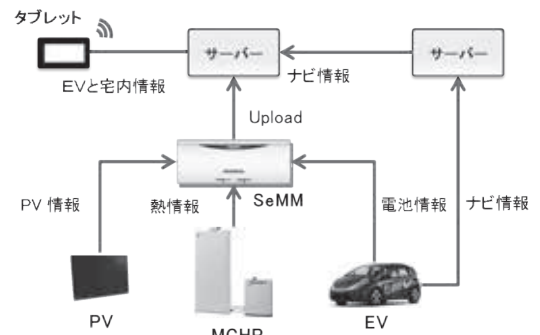 タブレット
サーバー
サーバー
ナビ情報
EVと宅内情報
Upload
PV 情報
熱情報
SeMM
電池情報
ナビ情報
PV
EV